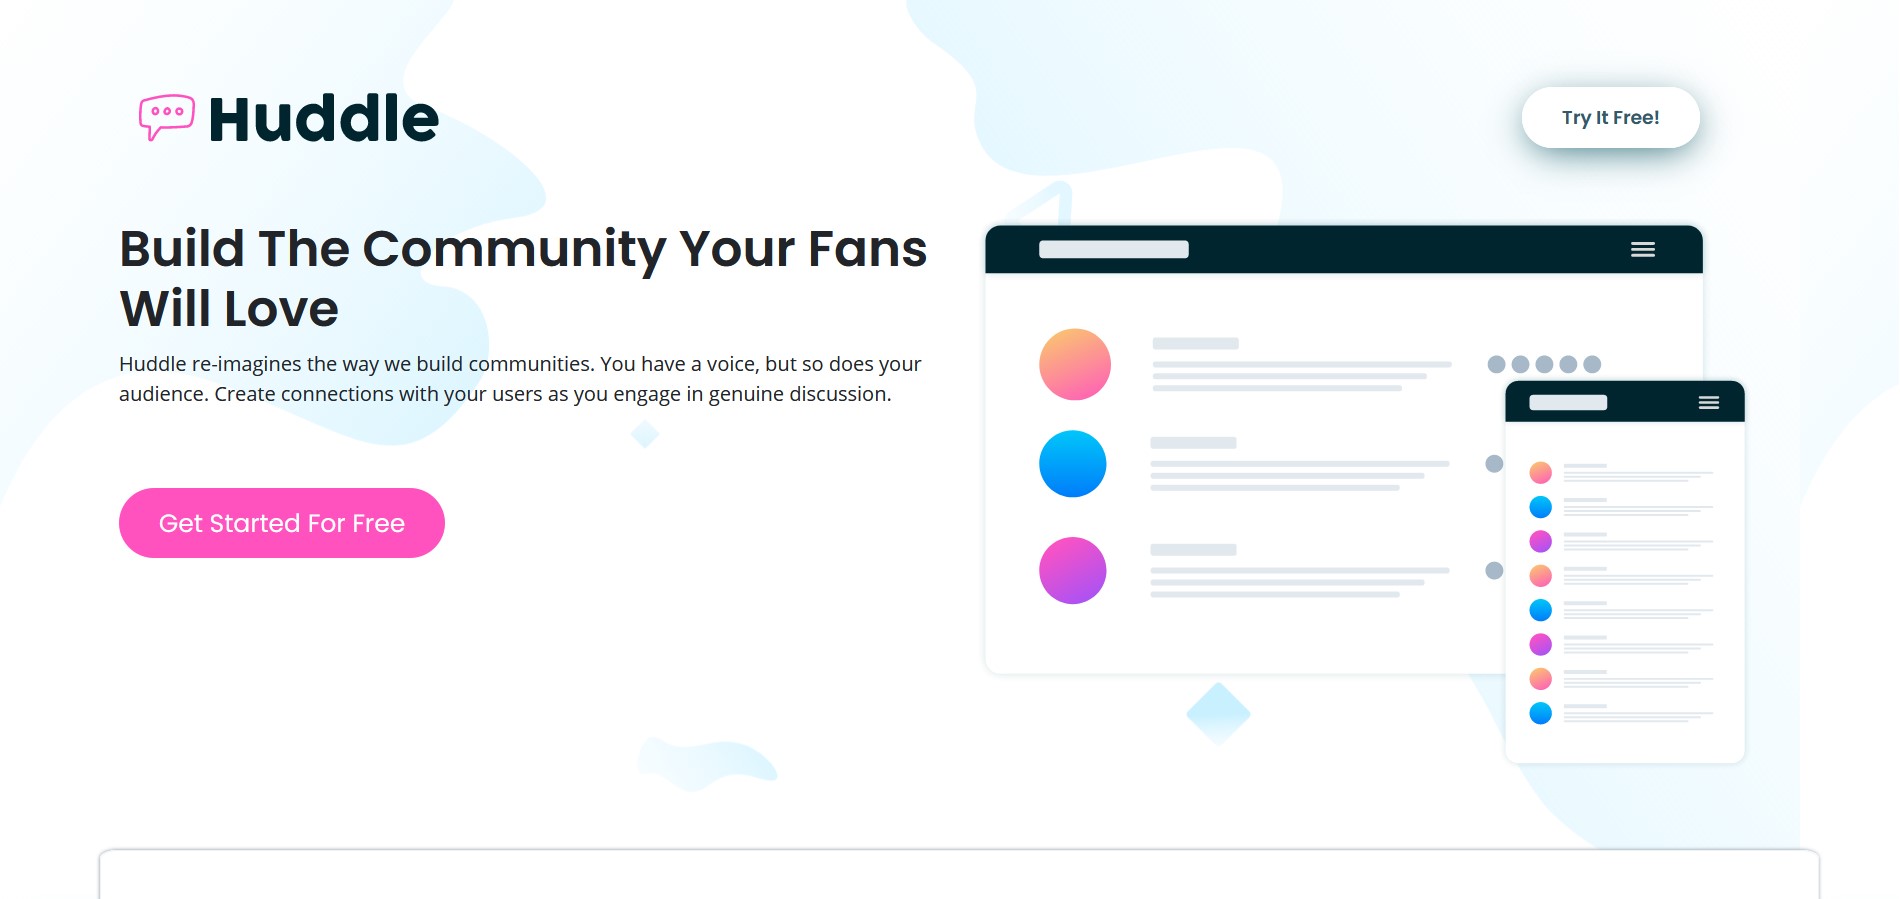 Huddle
Try It Free!
Build The Community Your Fans
Will Love
Huddle re-imagines the way we build communities. You have a voice, but so does your
audience. Create connections with your users as you engage in genuine discussion.
Get Started For Free